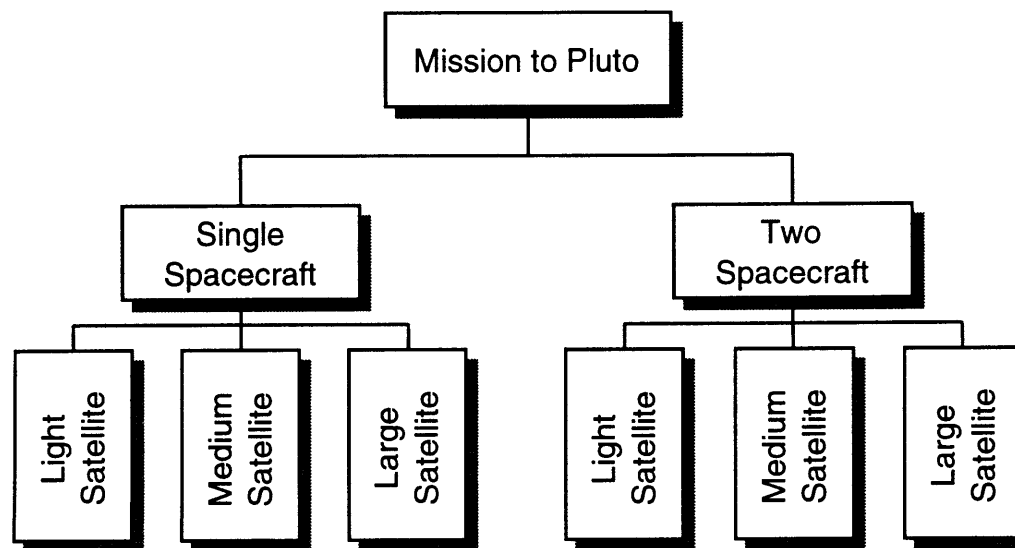 Mission to Pluto
Single
Spacecraft
Two
Spacecraft
Light
Satellite
Medium
Satellite
Large
Satellite
Light
Satellite
Medium
Satellite
Large
Satellite